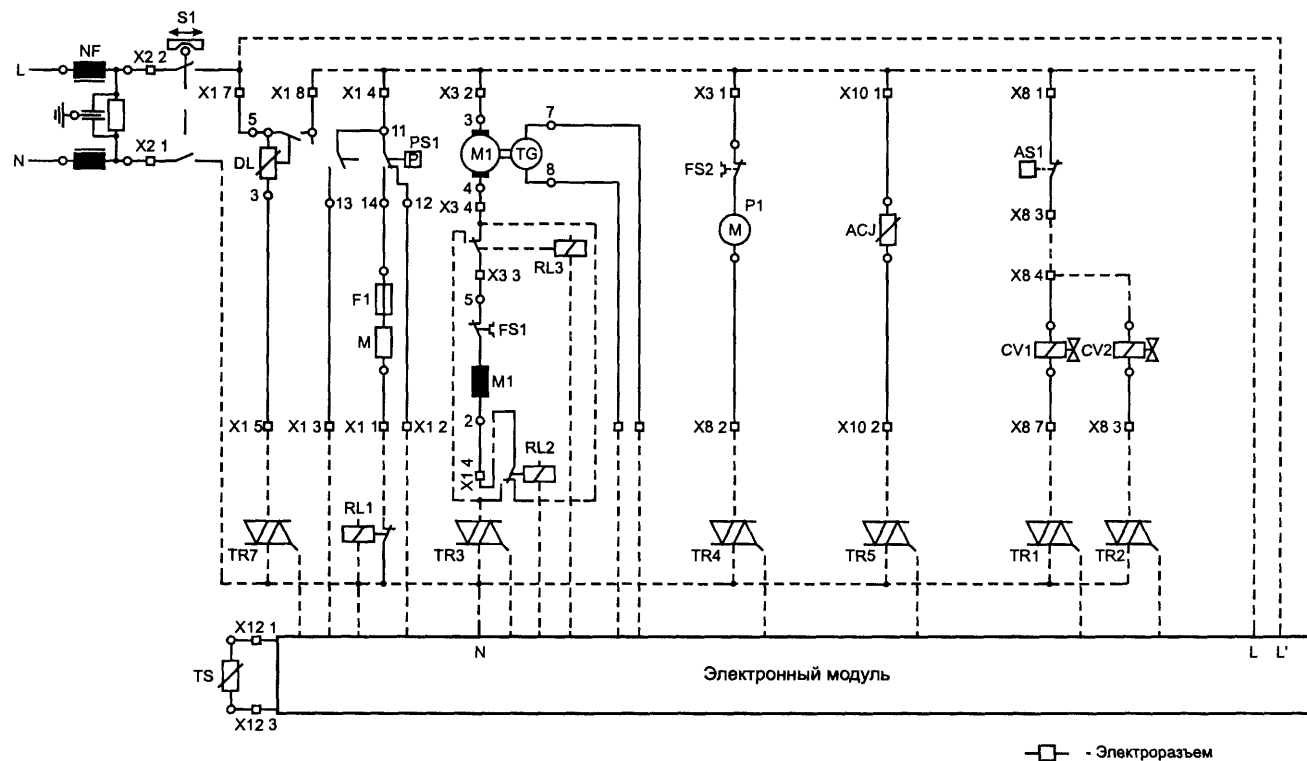 S1
NF
X2 2
L
X1 7
X1 8
X1 4
X3 2
X3 1
X10 1
X8 1
5
11
PS1
P
3
7
M1
TG
N
X2 1
DL
3
13
14
12
4
8
X3 4
FS2
P1
M
AS1
X8 3
ACJ
RL3
X3 3
5
X8 4
F1
FS1
M
CV1
CV2
M1
2
X1 5
X1 3
X1 1
X1 2
X8 2
X10 2
X8 7
X8 3
X1 4
RL2
RL1
TR7
TR3
TR4
TR5
TR1
TR2
X12 1
TS
X12 3
N
L
L'
Электронный модуль
- Электроразъем